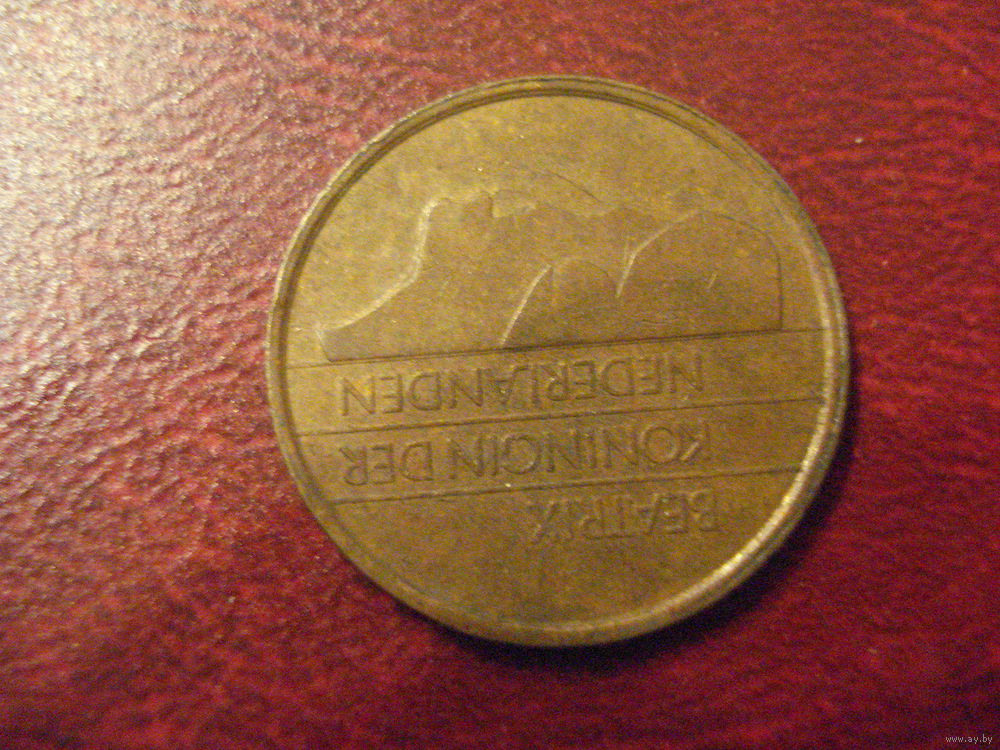 BEATRIX
KONINGIN DER
NEDERLANDEN
www.ay.by